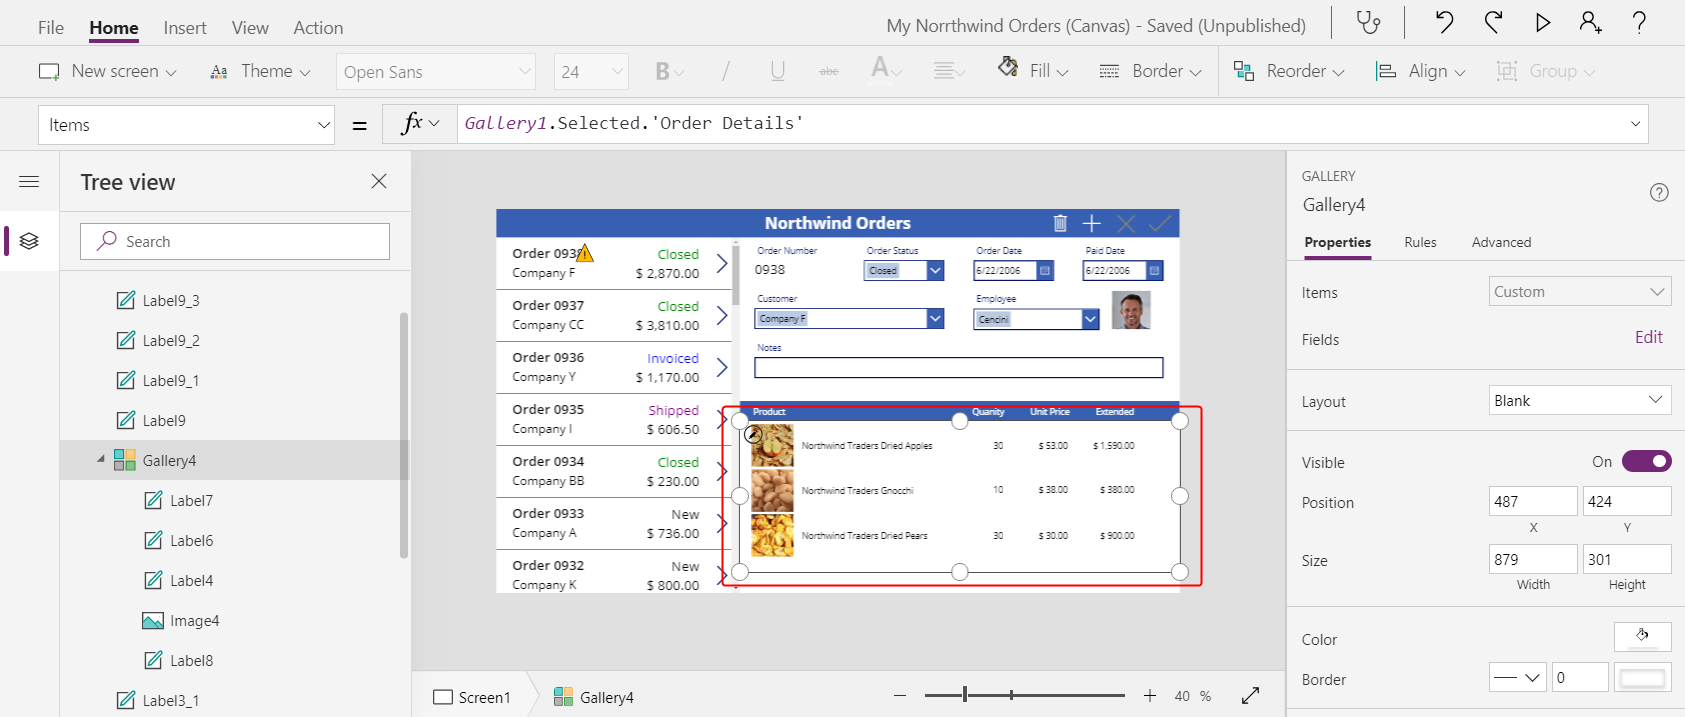 File Home Insert View Action
My Norrthwind Orders (Canvas) - Saved (Unpublished)
New screen Aa Theme Open Sans 24 B / U abc A Fill Border Reorder Align Group
Items = fx Gallery1.Selected.'Order Details'
Tree view
Search
Label9_3
Label9_2
Label9_1
Label9
Gallery4
Label7
Label6
Label4
Image4
Label8
Label3_1
Northwind Orders
Order 0938 Closed
Company F $ 2,870.00
Order 0937 Closed
Company CC $ 3,810.00
Order 0936 Invoiced
Company Y $ 1,170.00
Order 0935 Shipped
Company I $ 606.50
Order 0934 Closed
Company BB $ 230.00
Order 0933 New
Company A $ 736.00
Order 0932 New
Company K $ 800.00
Order Number Order Status Order Date Paid Date
0938 Closed 6/22/2006 6/22/2006
Customer Employee
Company F Cencini
Notes
Product Quanity Unit Price Extended
Northwind Traders Dried Apples 30 $ 53.00 $ 1,590.00
Northwind Traders Gnocchi 10 $ 38.00 $ 380.00
Northwind Traders Dried Pears 30 $ 30.00 $ 900.00
Screen1 Gallery4
40 %
GALLERY
Gallery4
Properties Rules Advanced
Items Custom
Fields Edit
Layout Blank
Visible On
Position 487 424
X Y
Size 879 301
Width Height
Color
Border 0